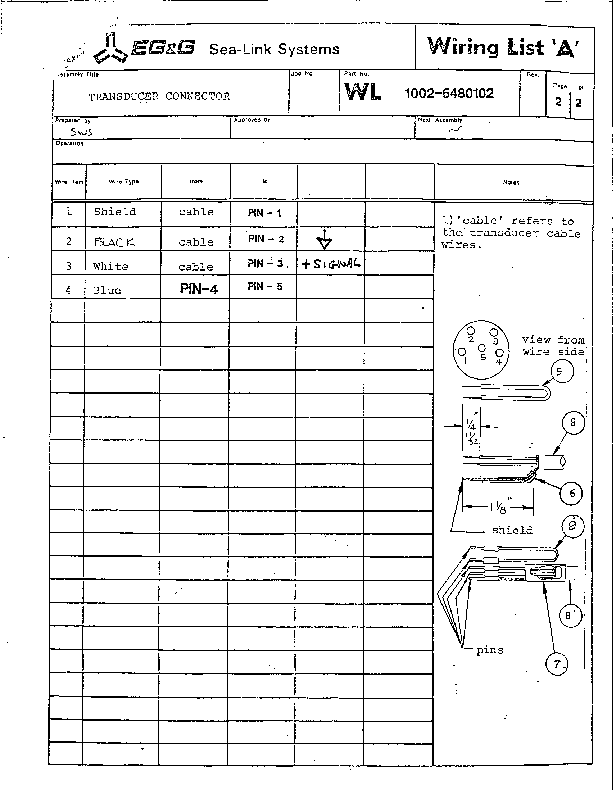 EG&G Sea-Link Systems
Wiring List 'A'
Assembly Title
Job No
Part No.
Rev.
Page of
TRANSDUCER CONNECTOR
WL 1002-6480102
2 2
Prepared by
Approved by
Next Assembly
SWS
Operation
Wire Item Wire Type from to Notes
1 Shield cable PIN-1
2 BLACK cable PIN-2
3 White cable PIN-3. +SIGNAL
4 Blue PIN-4 PIN-5
1) 'cable' refers to
the transducer cable
wires.
2 3
1 5 4
view from
wire side
5
1/4"
11/32
8
6
1 1/8"
shield
8
8
pins
7